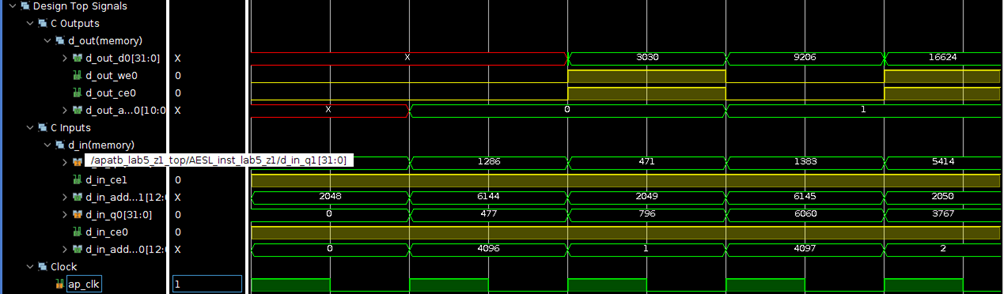 Design Top Signals
C Outputs
d_out(memory)
d_out_d0[31:0] X X 3030 9206 16624
d_out_we0 0
d_out_ce0 0
d_out_a...0[10:0 X X 0 1
C Inputs
d_in(memory)
/apatb_lab5_z1_top/AESL_inst_lab5_z1/d_in_q1[31:0] 1286 471 1383 5414
d_in_ce1 0
d_in_add...1[12:0 X 2048 6144 2049 6145 2050
d_in_q0[31:0] 0 0 477 796 6060 3767
d_in_ce0 0
d_in_add...0[12:0 X 0 4096 1 4097 2
Clock
ap_clk 1